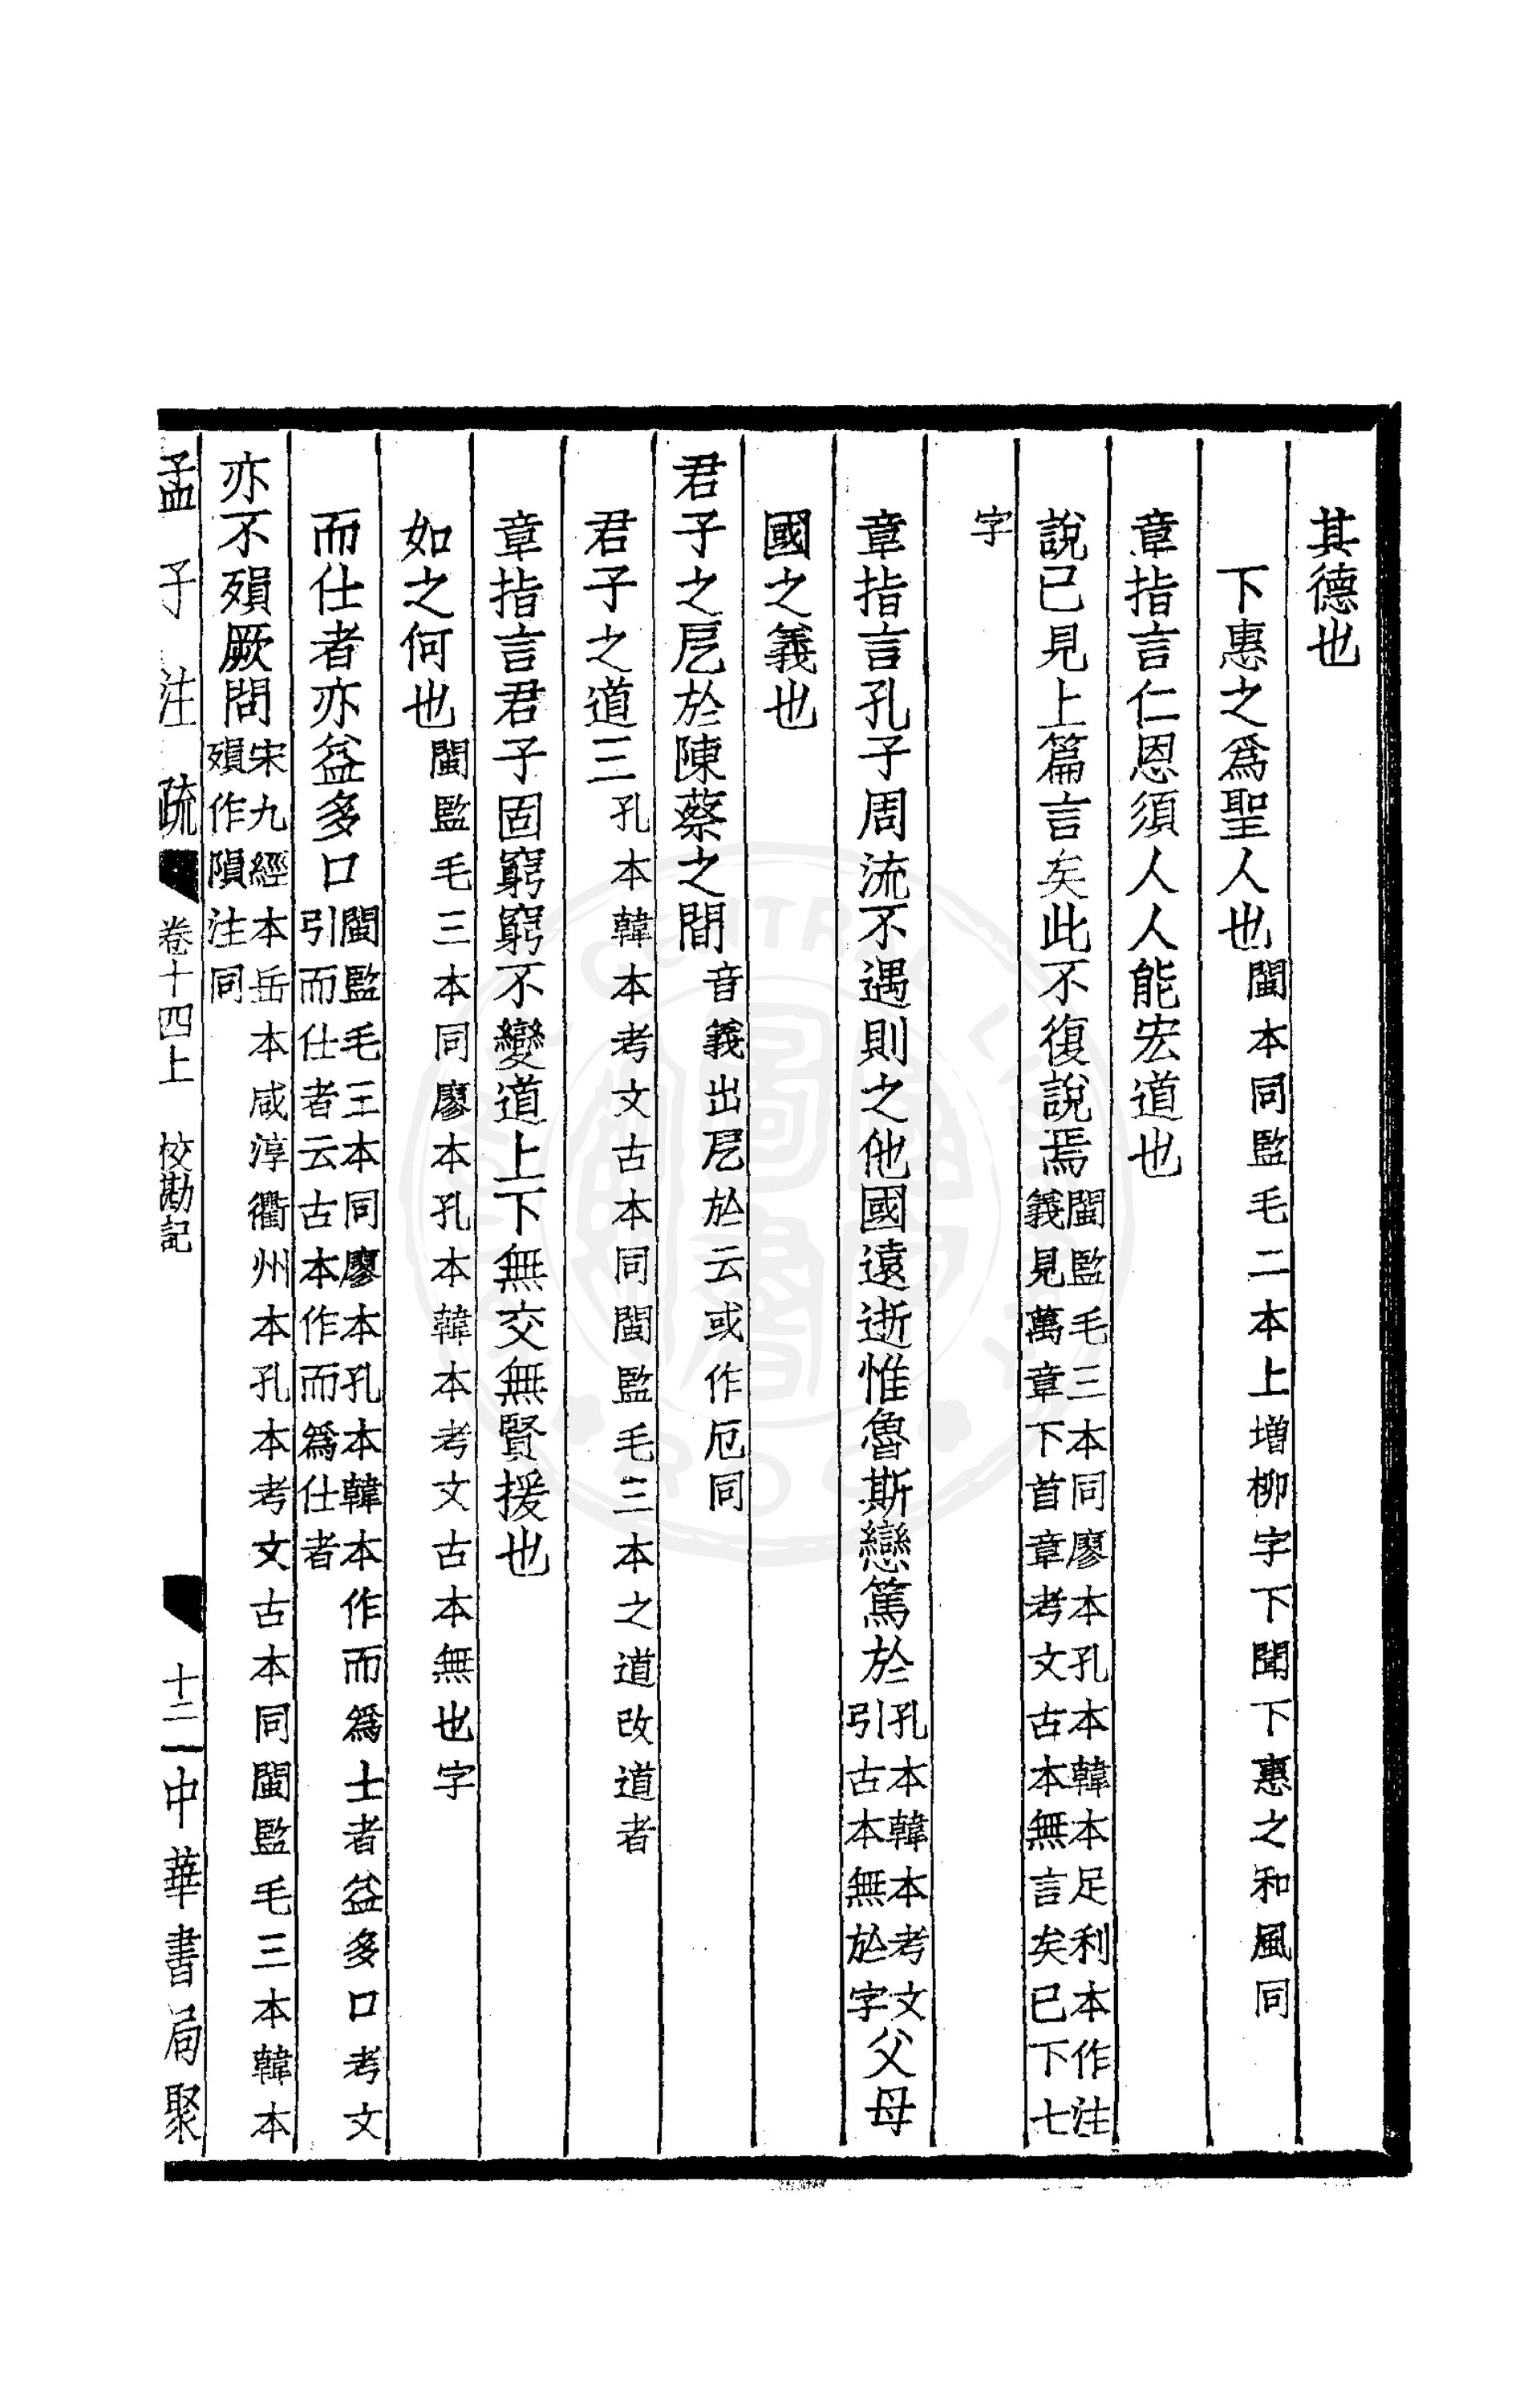 其德也
下惠之爲聖人也閩本同監毛二本上增柳字下聞下惠之和風同
章指言仁恩須人人能宏道也
說已見上篇言矣此不復說焉閩監毛三本同廖本孔本韓本足利本作注義見萬章下首章考文古本無言矣已下七
字
章指言孔子周流不遇則之他國遠逝惟魯斯戀篤於孔本韓本考文引古本無於字父母
國之義也
君子之戹於陳蔡之間音義出戹於云或作厄同
君子之道三孔本韓本考文古本同閩監毛三本之道改道者
章指言君子固窮窮不變道上下無交無賢援也
如之何也閩監毛三本同廖本孔本韓本考文古本無也字
而仕者亦益多口閩監毛三本同廖本孔本韓本作而爲士者益多口考文引而仕者云古本作而爲仕者
亦不殞厥問宋九經本岳本咸淳衢州本孔本考文古本同閩監毛三本韓本殞作隕注同
孟子注疏 卷十四上 校勘記 十二 中華書局聚